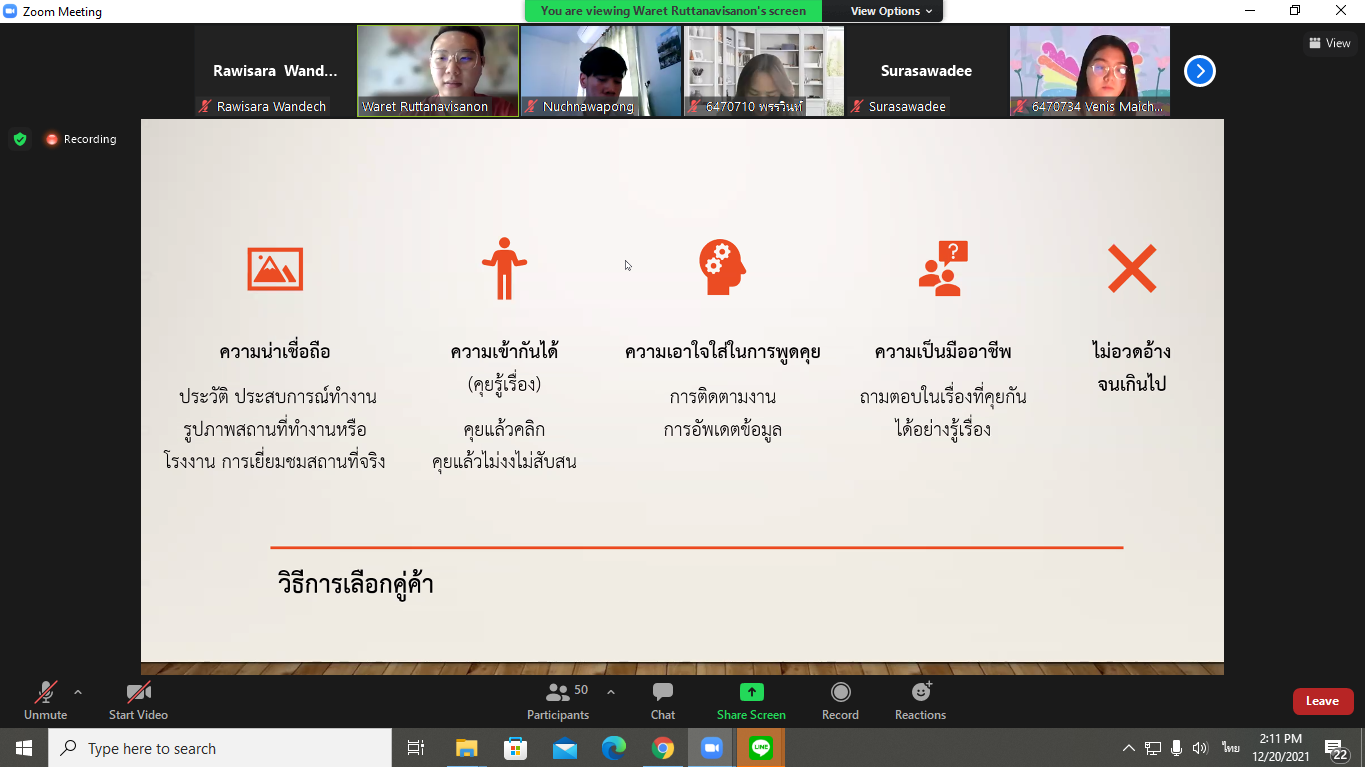 Zoom Meeting
You are viewing Waret Ruttanavisanon's screen
View Options
Rawisara Wand...
Surasawadee
Rawisara Wandech
Waret Ruttanavisanon
Nuchnawapong
6470710 พรรวินท์
Surasawadee
6470734 Venis Maich...
View
Recording
ความน่าเชื่อถือ
ประวัติ ประสบการณ์ทำงาน
รูปภาพสถานที่ทำงานหรือ
โรงงาน การเยี่ยมชมสถานที่จริง
ความเข้ากันได้
(คุยรู้เรื่อง)
คุยแล้วคลิก
คุยแล้วไม่งงไม่สับสน
ความเอาใจใส่ในการพูดคุย
การติดตามงาน
การอัพเดตข้อมูล
ความเป็นมืออาชีพ
ถามตอบในเรื่องที่คุยกัน
ได้อย่างรู้เรื่อง
ไม่อวดอ้าง
จนเกินไป
วิธีการเลือกคู่ค้า
Unmute
Start Video
50
Participants
Chat
Share Screen
Record
Reactions
Leave
Type here to search
LINE
ไทย
2:11 PM
12/20/2021
22